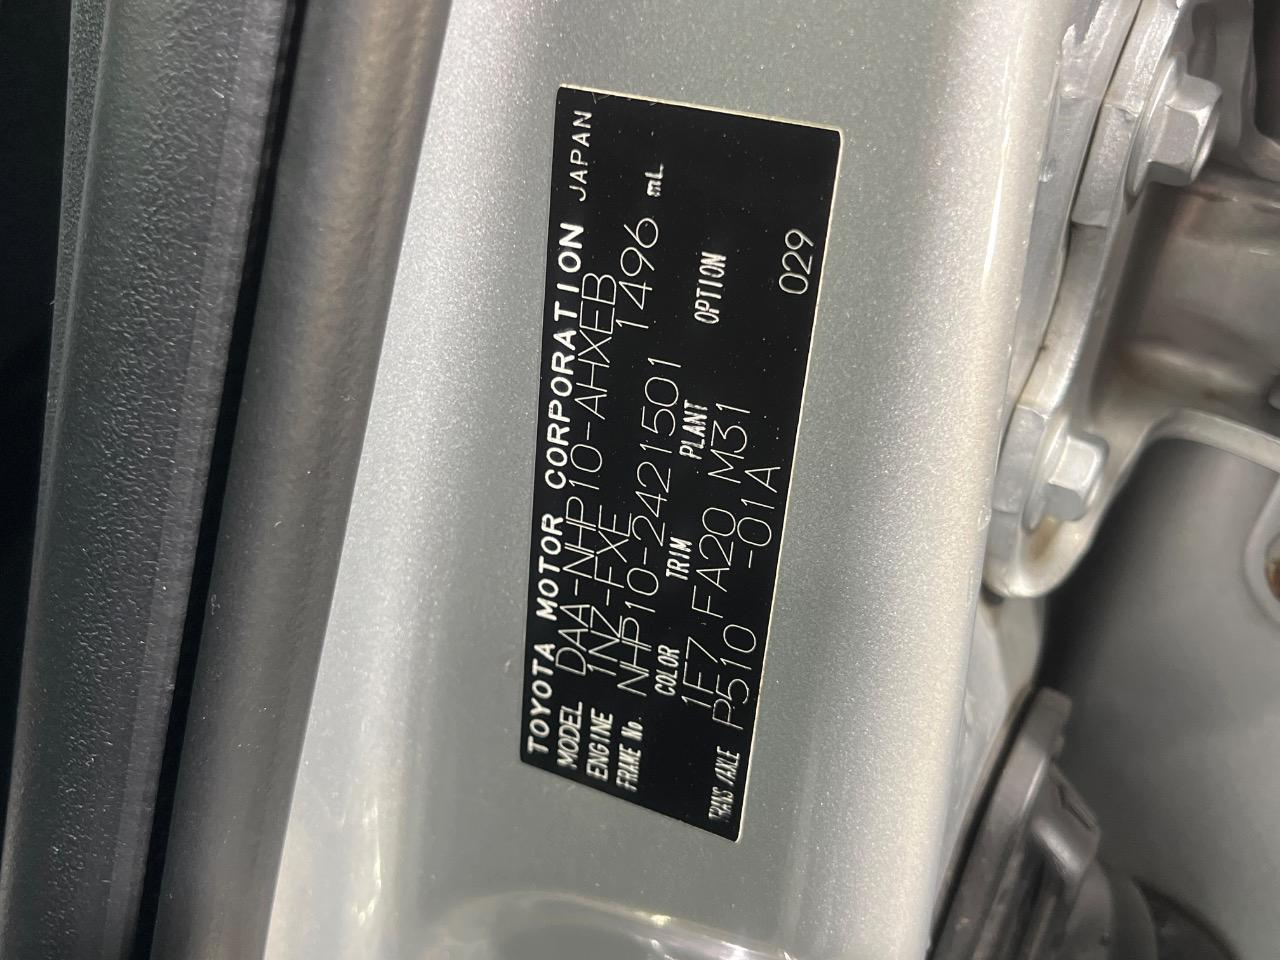 TOYOTA MOTOR CORPORATION JAPAN
MODEL DAA-NHP10-AHXEB
ENGINE 1NZ-FXE 1496 mL
FRAME No. NHP10-2421501
COLOR TRIM PLANT OPTION
1F7 FA20 M31
TRANS/AXLE P510 -01A
029